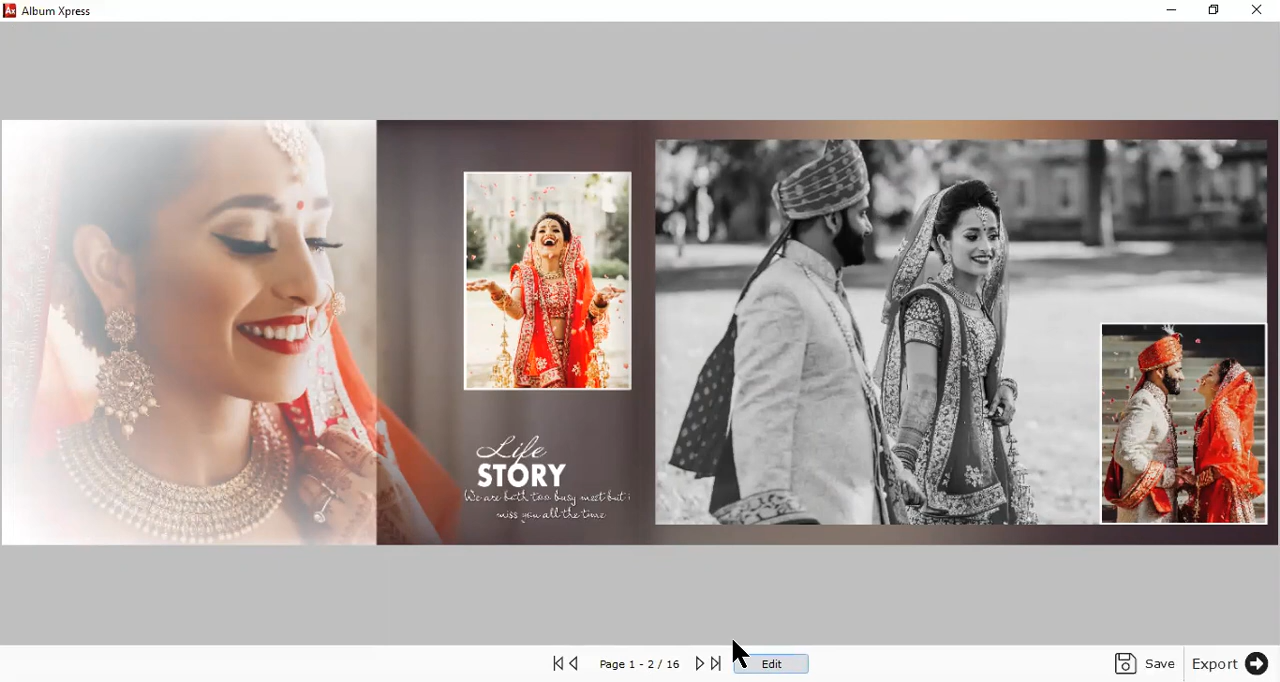 Album Xpress
Life
STORY
We are both too busy meet but i
miss you all the time
Page 1 - 2 / 16
Edit
Save
Export